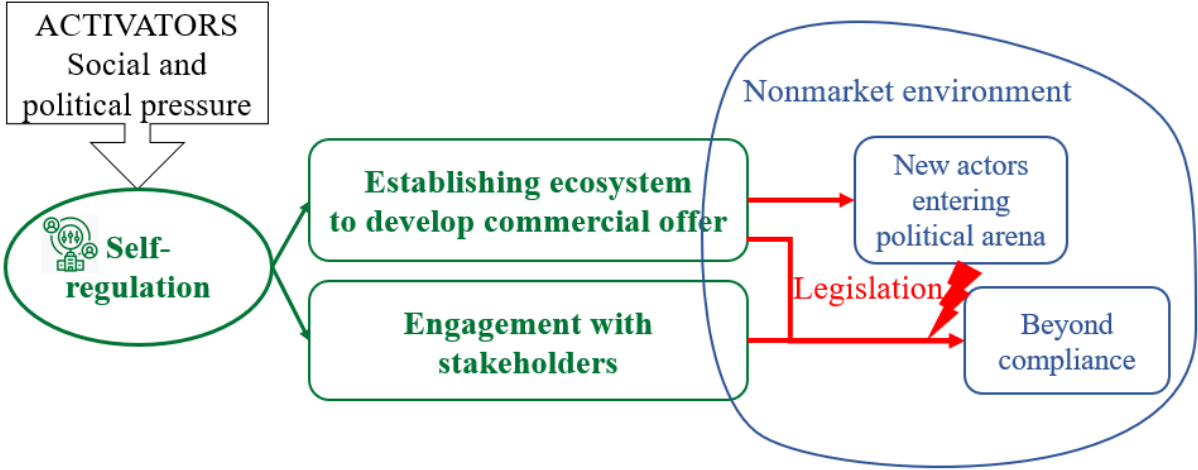 ACTIVATORS
Social and
political pressure
Self-
regulation
Establishing ecosystem
to develop commercial offer
Engagement with
stakeholders
Nonmarket environment
New actors
entering
political arena
Legislation
Beyond
compliance